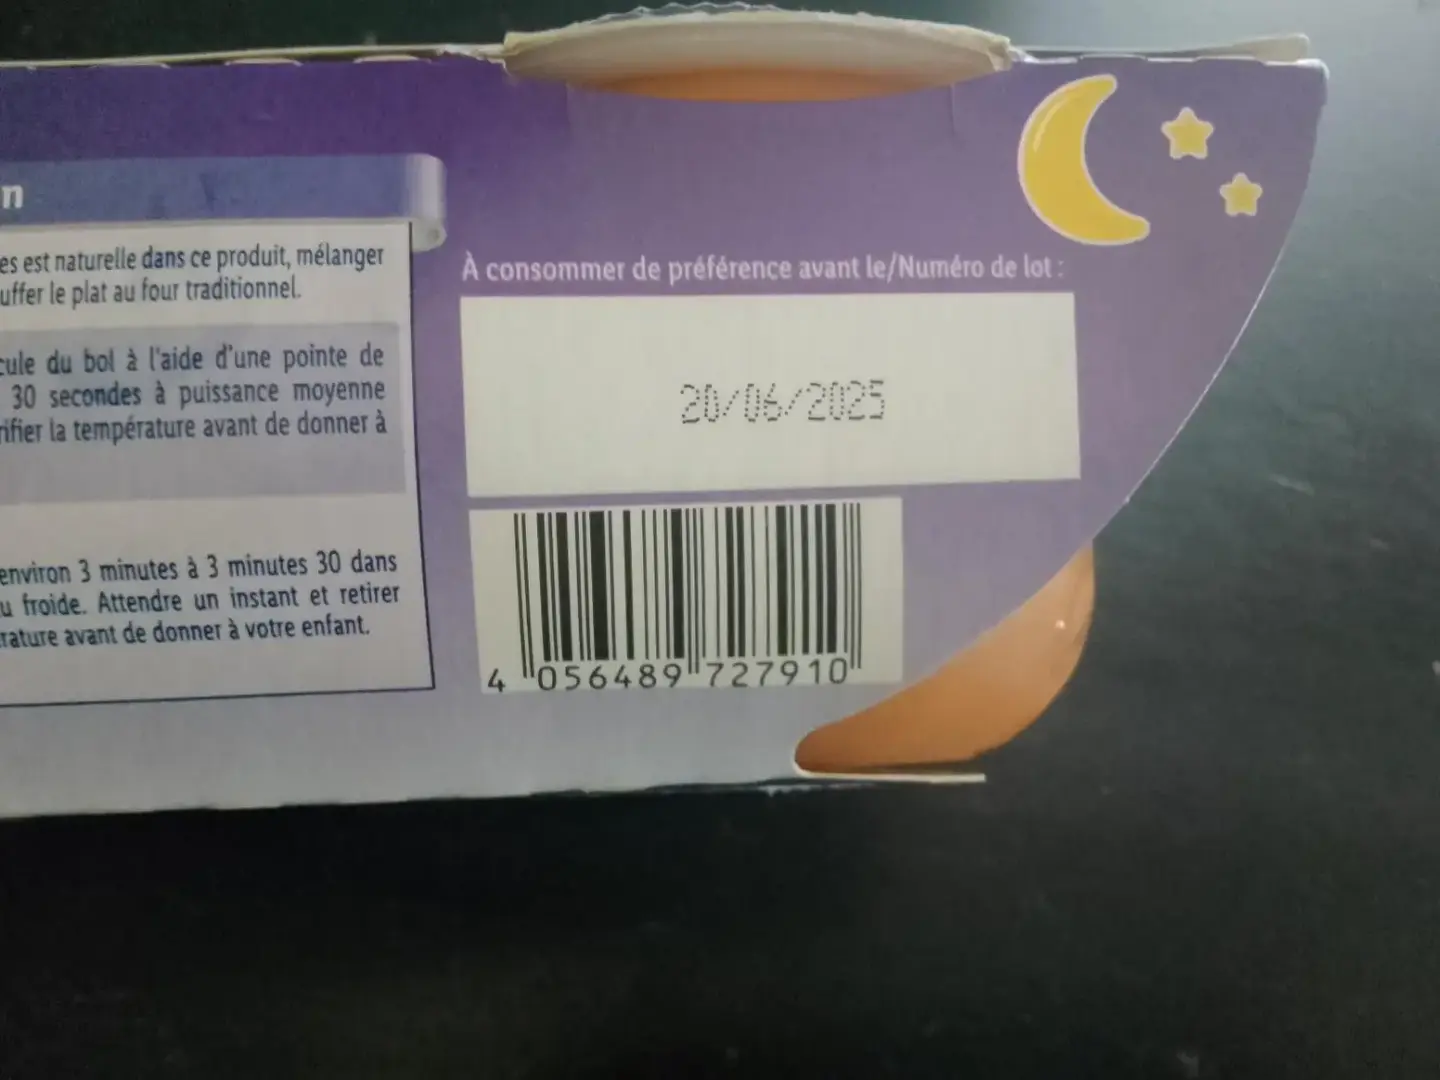 n
es est naturelle dans ce produit, mélanger
uffer le plat au four traditionnel.
cule du bol à l'aide d'une pointe de
30 secondes à puissance moyenne
rifier la température avant de donner à
environ 3 minutes à 3 minutes 30 dans
u froide. Attendre un instant et retirer
rature avant de donner à votre enfant.
À consommer de préférence avant le/Numéro de lot :
20/06/2025
4 056489 727910